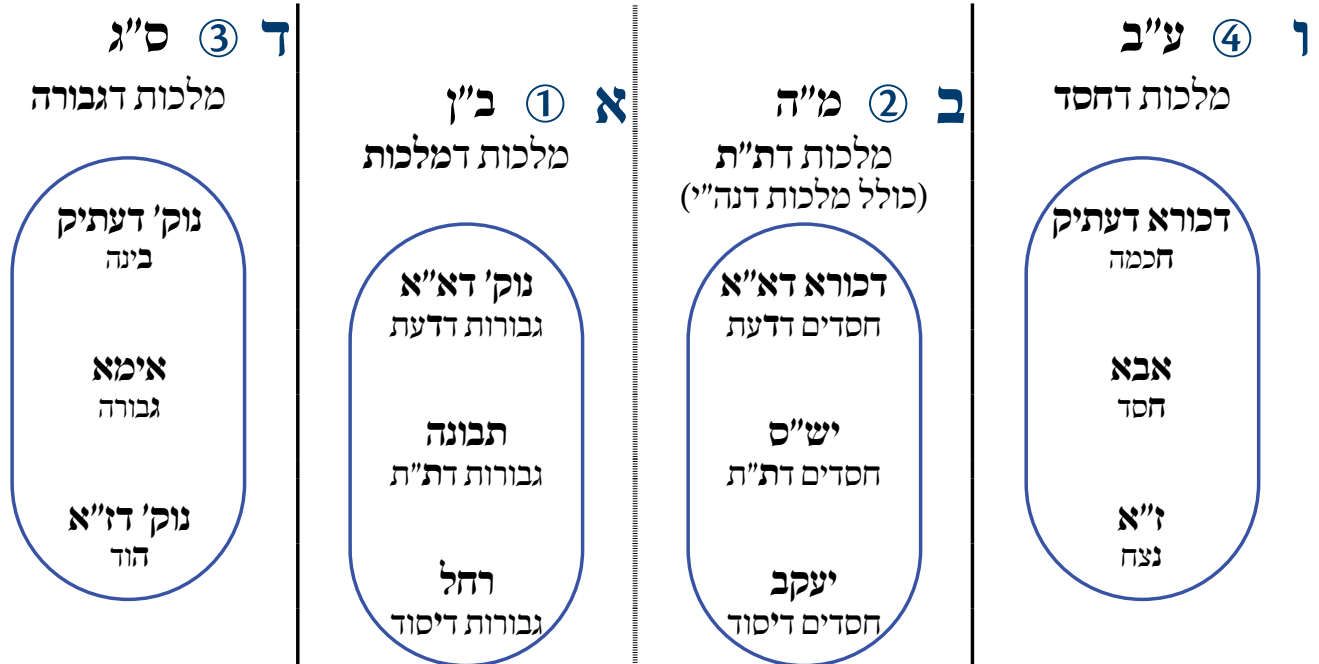 ו ④ ע״ב
מלכות דחסד
דכורא דעתיק
חכמה
אבא
חסד
ז״א
נצח
ב ② מ״ה
מלכות דת״ת
(כולל מלכות דנה״י)
דכורא דא״א
חסדים דדעת
יש״ס
חסדים דת״ת
יעקב
חסדים דיסוד
א ① ב״ן
מלכות דמלכות
נוק׳ דא״א
גבורות דדעת
תבונה
גבורות דת״ת
רחל
גבורות דיסוד
ד ③ ס״ג
מלכות דגבורה
נוק׳ דעתיק
בינה
אימא
גבורה
נוק׳ דז״א
הוד